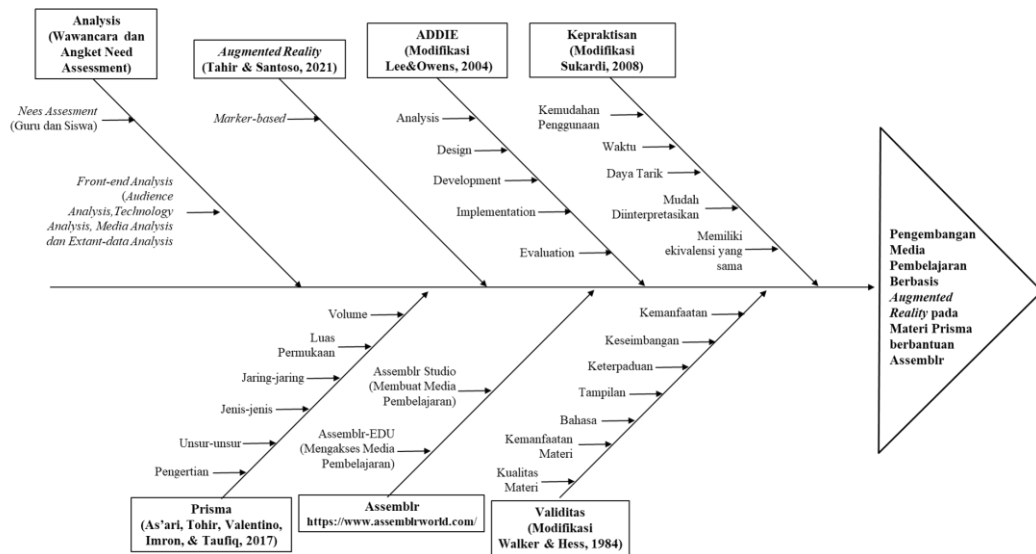 Analysis
(Wawancara dan
Angket Need
Assessment)
Augmented Reality
(Tahir & Santoso, 2021)
ADDIE
(Modifikasi
Lee&Owens, 2004)
Kepraktisan
(Modifikasi
Sukardi, 2008)
Nees Assesment
(Guru dan Siswa)
Front-end Analysis
(Audience
Analysis,Technology
Analysis, Media Analysis
dan Extant-data Analysis
Marker-based
Analysis
Design
Development
Implementation
Evaluation
Kemudahan
Penggunaan
Waktu
Daya Tarik
Mudah
Diinterpretasikan
Memiliki
ekivalensi yang
sama
Pengembangan
Media
Pembelajaran
Berbasis
Augmented
Reality pada
Materi Prisma
berbantuan
Assemblr
Volume
Luas
Permukaan
Jaring-jaring
Jenis-jenis
Unsur-unsur
Pengertian
Assemblr Studio
(Membuat Media
Pembelajaran)
Assemblr-EDU
(Mengakses Media
Pembelajaran)
Kemanfaatan
Keseimbangan
Keterpaduan
Tampilan
Bahasa
Kemanfaatan
Materi
Kualitas
Materi
Prisma
(As'ari, Tohir, Valentino,
Imron, & Taufiq, 2017)
Assemblr
https://www.assemblrworld.com/
Validitas
(Modifikasi
Walker & Hess, 1984)